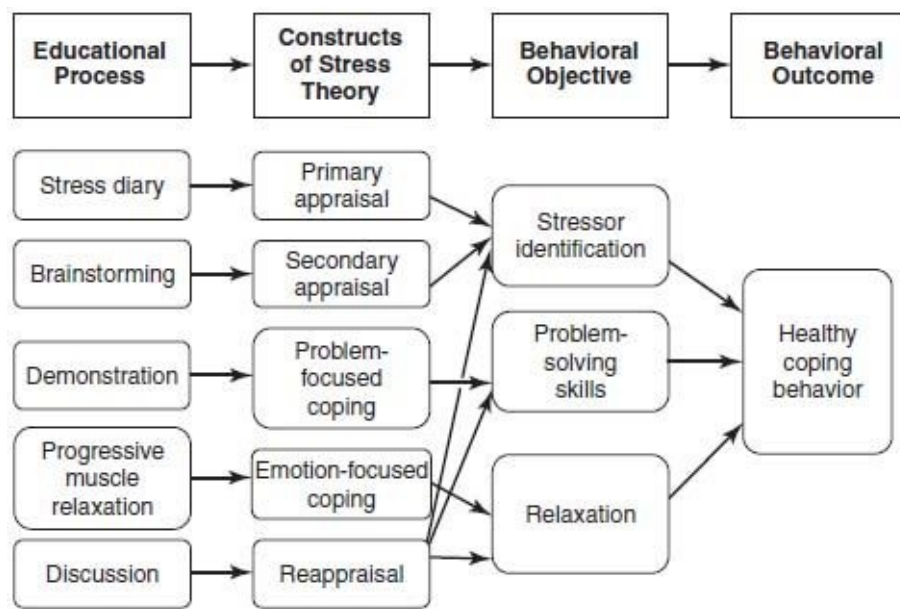 Educational
Process
Constructs
of Stress
Theory
Behavioral
Objective
Behavioral
Outcome
Stress diary
Primary
appraisal
Stressor
identification
Brainstorming
Secondary
appraisal
Demonstration
Problem-
focused
coping
Problem-
solving
skills
Healthy
coping
behavior
Progressive
muscle
relaxation
Emotion-focused
coping
Relaxation
Discussion
Reappraisal